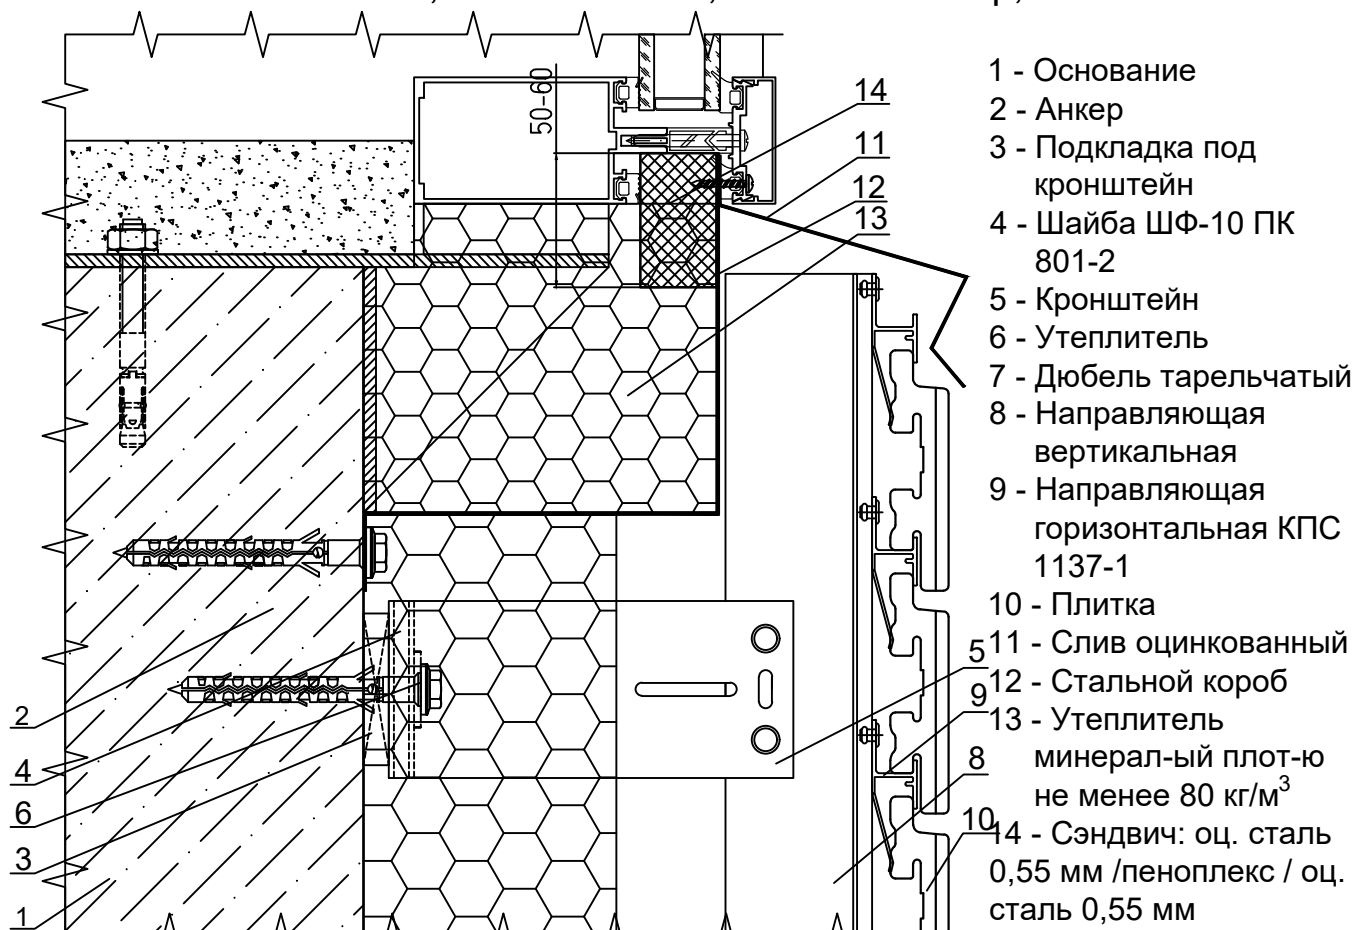 50-60
14
11
12
13
5
9
8
10
2
4
6
3
1
1 - Основание
2 - Анкер
3 - Подкладка под
кронштейн
4 - Шайба ШФ-10 ПК
801-2
5 - Кронштейн
6 - Утеплитель
7 - Дюбель тарельчатый
8 - Направляющая
вертикальная
9 - Направляющая
горизонтальная КПС
1137-1
10 - Плитка
11 - Слив оцинкованный
12 - Стальной короб
13 - Утеплитель
минерал-ый плот-ю
не менее 80 кг/м³
14 - Сэндвич: оц. сталь
0,55 мм /пеноплекс / оц.
сталь 0,55 мм